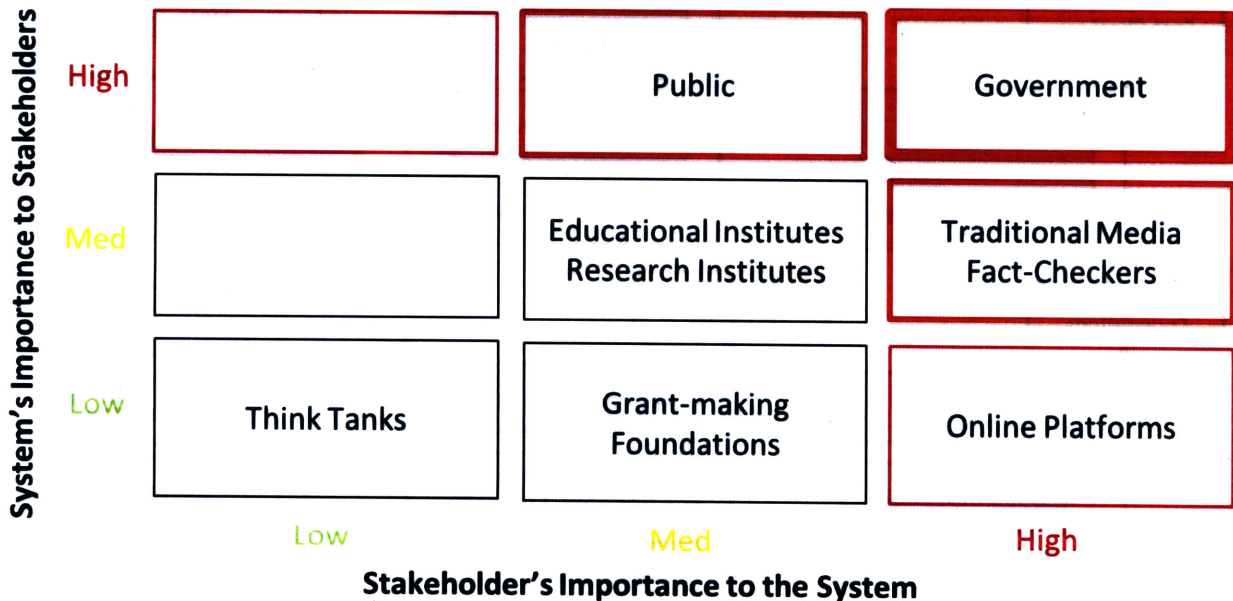 System's Importance to Stakeholders
High
Public
Government
Med
Educational Institutes
Research Institutes
Traditional Media
Fact-Checkers
Low
Think Tanks
Grant-making
Foundations
Online Platforms
Low
Med
High
Stakeholder's Importance to the System